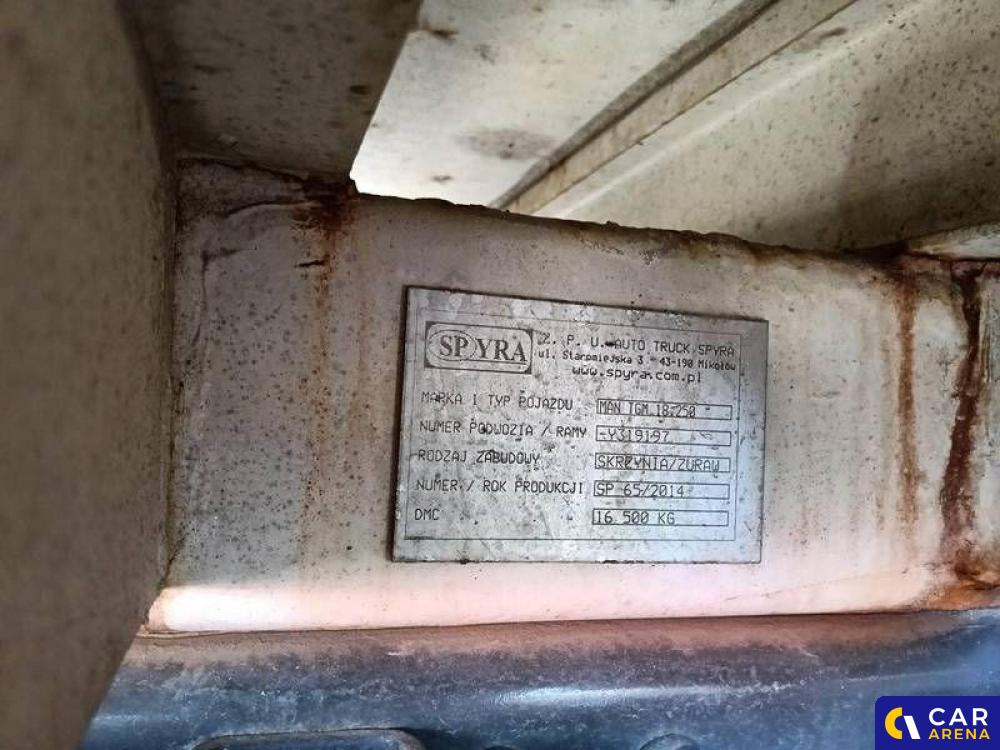 SPYRA
Z. P. U. AUTO TRUCK SPYRA
ul. Staromiejska 3 - 43-190 Mikołów
www.spyra.com.pl
MARKA I TYP POJAZDU MAN TGM 18-250
NUMER PODWOZIA / RAMY -Y319197
RODZAJ ZABUDOWY SKRZYNIA/ZURAW
NUMER / ROK PRODUKCJI SP 65/2014
DMC 16 500 KG
CAR
ARENA